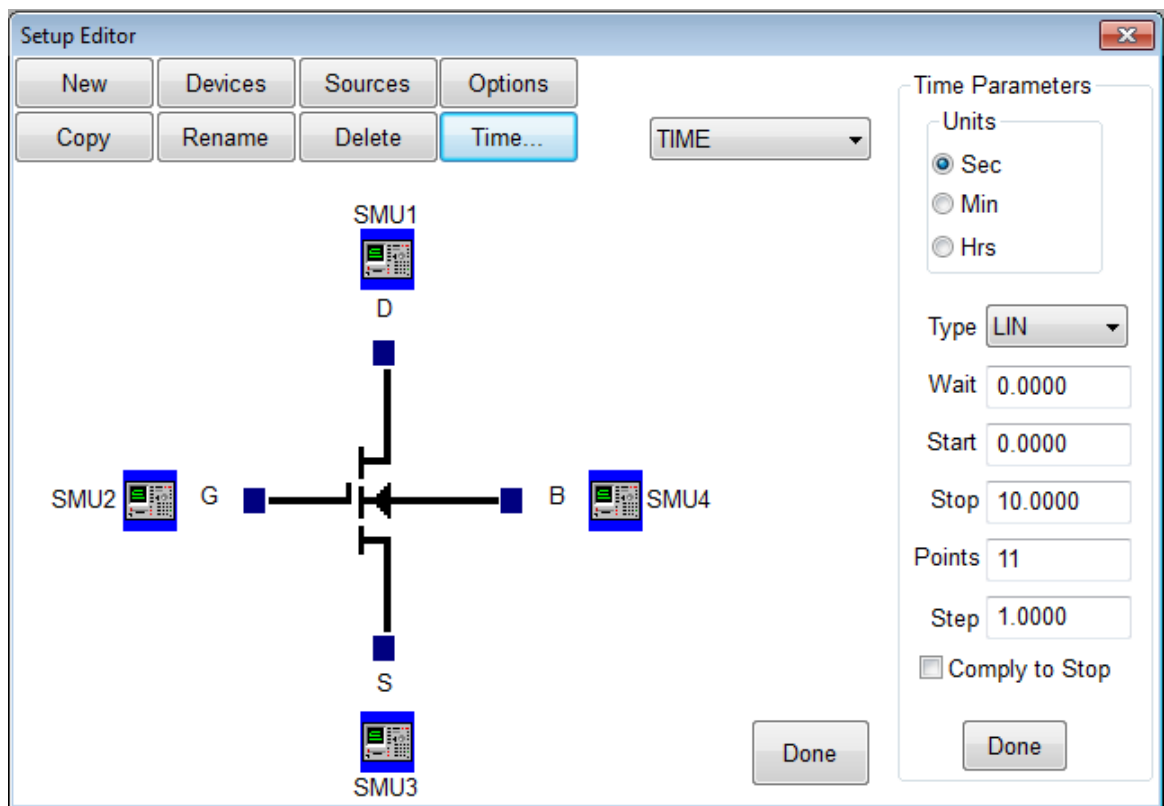 Setup Editor
New Devices Sources Options
Copy Rename Delete Time...
TIME
SMU1
D
SMU2 G B SMU4
S
SMU3
Done
Time Parameters
Units
Sec
Min
Hrs
Type LIN
Wait 0.0000
Start 0.0000
Stop 10.0000
Points 11
Step 1.0000
Comply to Stop
Done